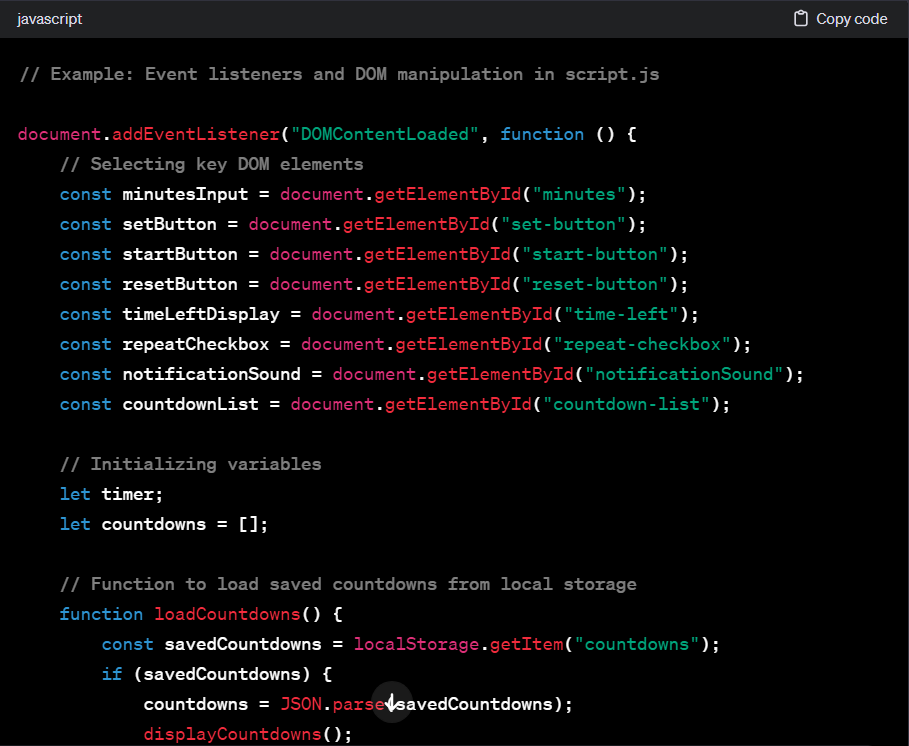 javascript
Copy code
// Example: Event listeners and DOM manipulation in script.js
document.addEventListener("DOMContentLoaded", function () {
// Selecting key DOM elements
const minutesInput = document.getElementById("minutes");
const setButton = document.getElementById("set-button");
const startButton = document.getElementById("start-button");
const resetButton = document.getElementById("reset-button");
const timeLeftDisplay = document.getElementById("time-left");
const repeatCheckbox = document.getElementById("repeat-checkbox");
const notificationSound = document.getElementById("notificationSound");
const countdownList = document.getElementById("countdown-list");
// Initializing variables
let timer;
let countdowns = [];
// Function to load saved countdowns from local storage
function loadCountdowns() {
const savedCountdowns = localStorage.getItem("countdowns");
if (savedCountdowns) {
countdowns = JSON.parse(savedCountdowns);
displayCountdowns();